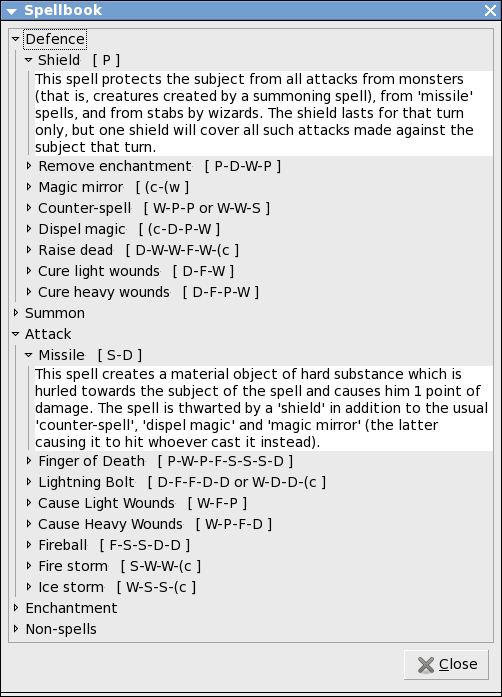 Spellbook
Defence
Shield [ P ]
This spell protects the subject from all attacks from monsters
(that is, creatures created by a summoning spell), from 'missile'
spells, and from stabs by wizards. The shield lasts for that turn
only, but one shield will cover all such attacks made against the
subject that turn.
Remove enchantment [ P-D-W-P ]
Magic mirror [ (c-(w ]
Counter-spell [ W-P-P or W-W-S ]
Dispel magic [ (c-D-P-W ]
Raise dead [ D-W-W-F-W-(c ]
Cure light wounds [ D-F-W ]
Cure heavy wounds [ D-F-P-W ]
Summon
Attack
Missile [ S-D ]
This spell creates a material object of hard substance which is
hurled towards the subject of the spell and causes him 1 point of
damage. The spell is thwarted by a 'shield' in addition to the usual
'counter-spell', 'dispel magic' and 'magic mirror' (the latter
causing it to hit whoever cast it instead).
Finger of Death [ P-W-P-F-S-S-S-D ]
Lightning Bolt [ D-F-F-D-D or W-D-D-(c ]
Cause Light Wounds [ W-F-P ]
Cause Heavy Wounds [ W-P-F-D ]
Fireball [ F-S-S-D-D ]
Fire storm [ S-W-W-(c ]
Ice storm [ W-S-S-(c ]
Enchantment
Non-spells
Close